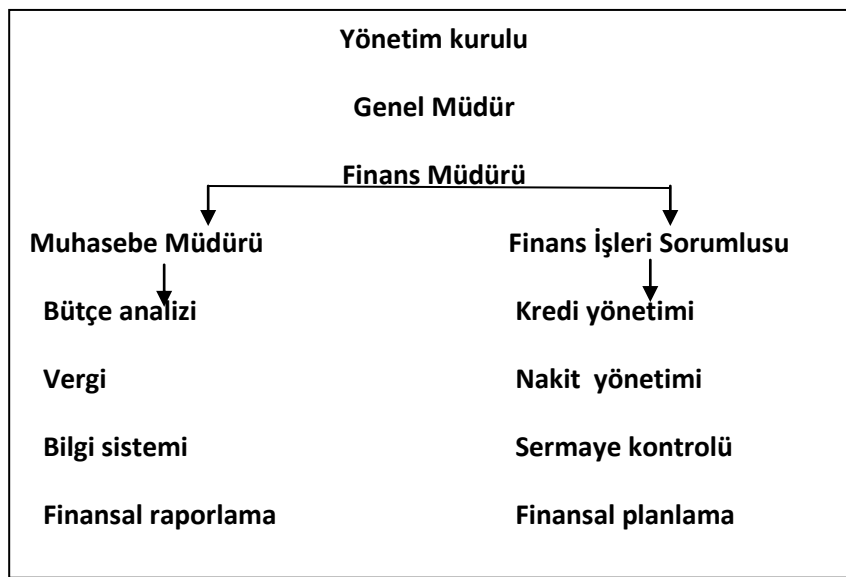 Yönetim kurulu
Genel Müdür
Finans Müdürü
Muhasebe Müdürü
Finans İşleri Sorumlusu
Bütçe analizi
Kredi yönetimi
Vergi
Nakit yönetimi
Bilgi sistemi
Sermaye kontrolü
Finansal raporlama
Finansal planlama